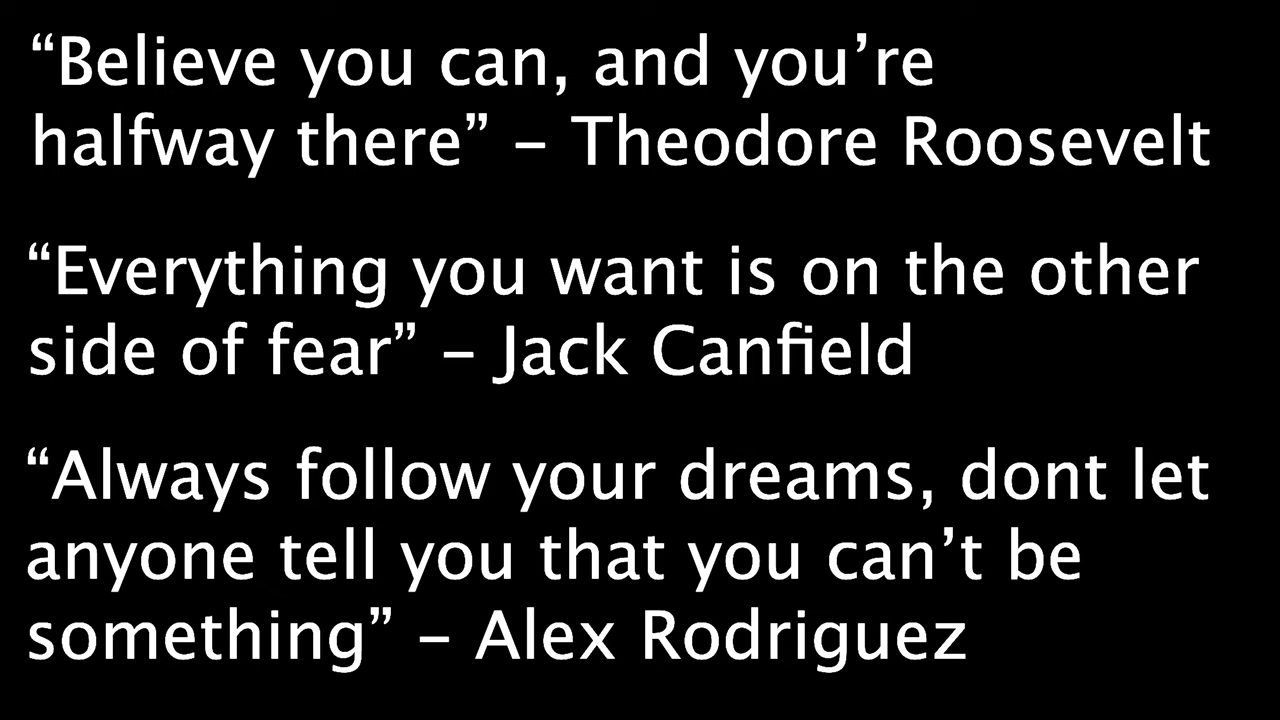 “Believe you can, and you’re
halfway there” – Theodore Roosevelt
“Everything you want is on the other
side of fear” – Jack Canfield
“Always follow your dreams, dont let
anyone tell you that you can’t be
something” – Alex Rodriguez